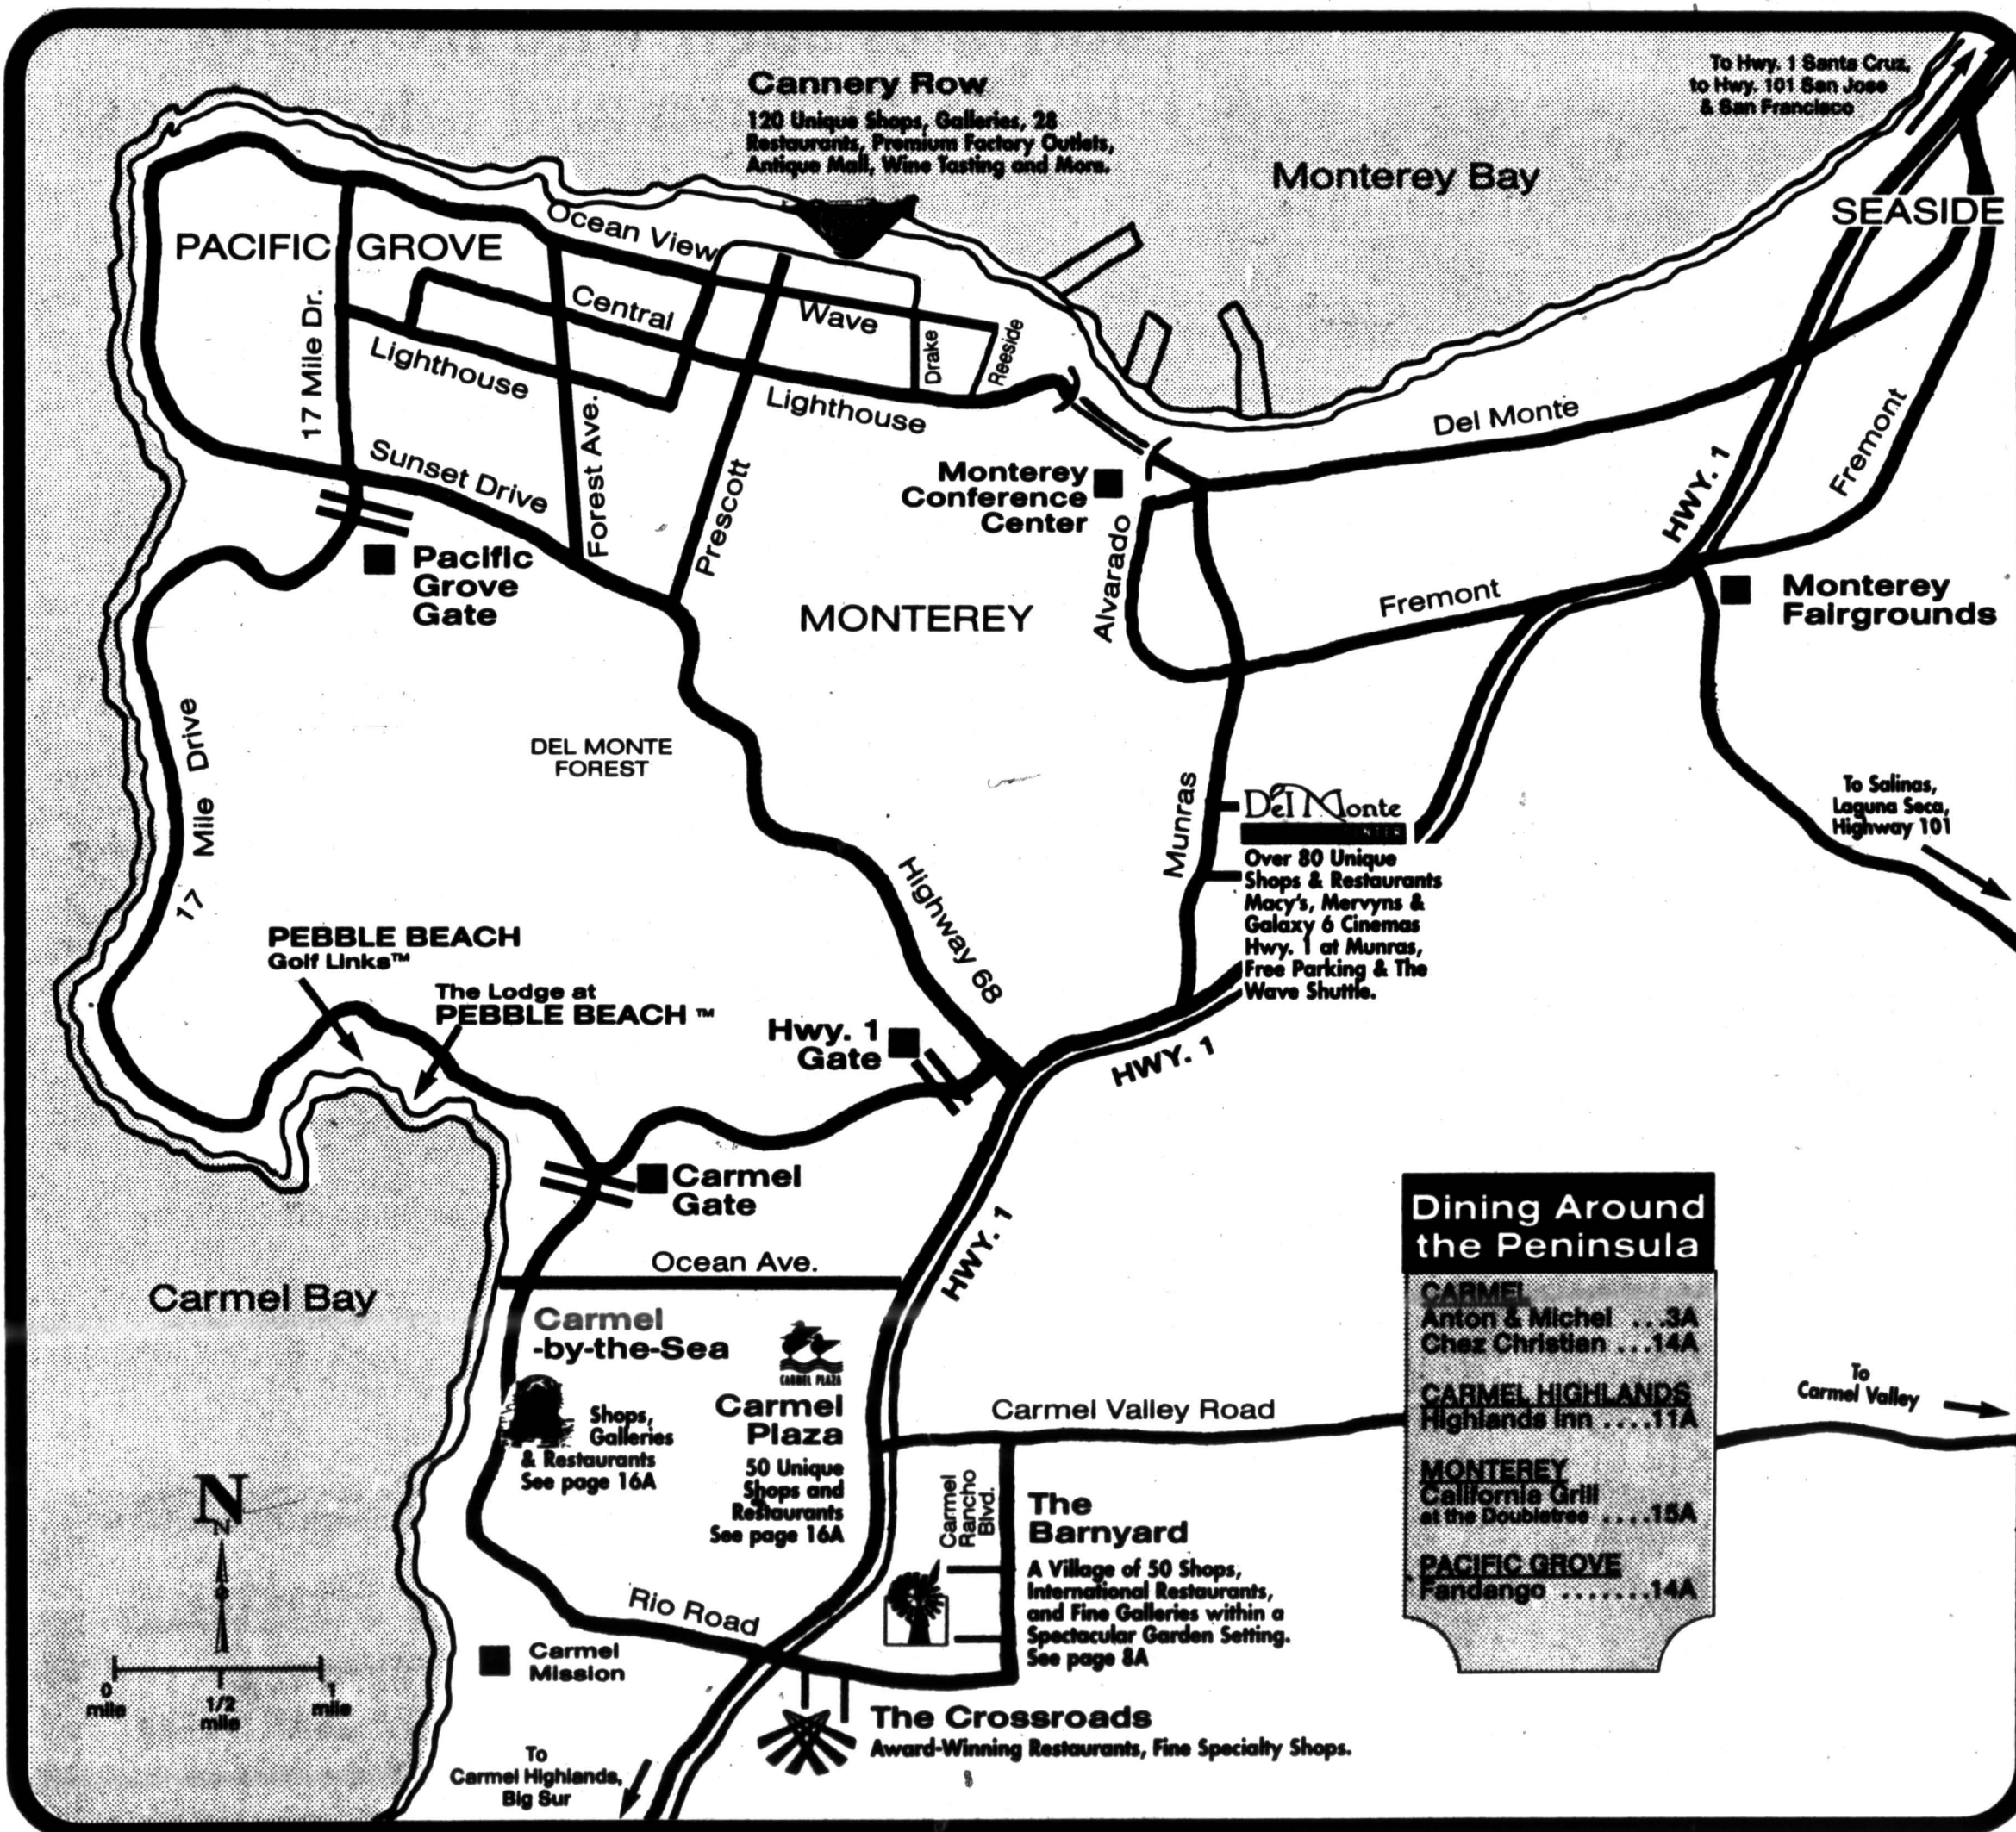 To Hwy. 1 Santa Cruz,
to Hwy. 101 San Jose
& San Francisco
Cannery Row
120 Unique Shops, Galleries, 28
Restaurants, Premium Factory Outlets,
Antique Mall, Wine Tasting and More.
Monterey Bay
SEASIDE
PACIFIC GROVE
Ocean View
Central
Wave
Drake
Reeside
17 Mile Dr.
Lighthouse
Lighthouse
Sunset Drive
Forest Ave.
Prescott
Del Monte
Fremont
HWY. 1
Monterey
Conference
Center
Alvarado
Pacific
Grove
Gate
MONTEREY
Fremont
Monterey
Fairgrounds
17 Mile Drive
DEL MONTE
FOREST
Munras
Del Monte
Over 80 Unique
Shops & Restaurants
Macy's, Mervyns &
Galaxy 6 Cinemas
Hwy. 1 at Munras,
Free Parking & The
Wave Shuttle.
To Salinas,
Laguna Seca,
Highway 101
Highway 68
PEBBLE BEACH
Golf Links™
The Lodge at
PEBBLE BEACH™
Hwy. 1
Gate
HWY. 1
Carmel
Gate
HWY. 1
Ocean Ave.
Carmel Bay
Carmel
-by-the-Sea
Shops,
Galleries
& Restaurants
See page 16A
CARMEL PLAZA
Carmel
Plaza
50 Unique
Shops and
Restaurants
See page 16A
Carmel Valley Road
To
Carmel Valley
Carmel
Rancho
Blvd.
The
Barnyard
A Village of 50 Shops,
International Restaurants,
and Fine Galleries within a
Spectacular Garden Setting.
See page 8A
Dining Around
the Peninsula
CARMEL
Anton & Michel ...3A
Chez Christian ...14A
CARMEL HIGHLANDS
Highlands Inn ....11A
MONTEREY
California Grill
at the Doubletree ....15A
PACIFIC GROVE
Fandango .......14A
N
N
0
mile
1/2
mile
1
mile
Rio Road
Carmel
Mission
The Crossroads
Award-Winning Restaurants, Fine Specialty Shops.
To
Carmel Highlands,
Big Sur